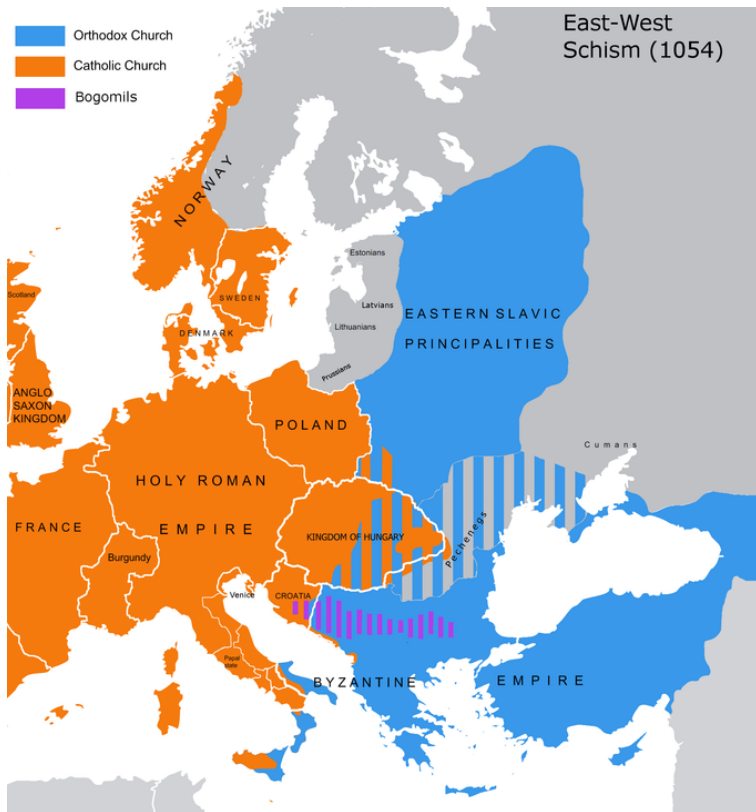 East-West
Schism (1054)
Orthodox Church
Catholic Church
Bogomils
NORWAY
SWEDEN
Estonians
Latvians
Lithuanians
Prussians
Scotland
DENMARK
EASTERN SLAVIC
PRINCIPALITIES
ANGLO
SAXON
KINGDOM
POLAND
Cumans
HOLY ROMAN
EMPIRE
FRANCE
KINGDOM OF HUNGARY
Pechenegs
Burgundy
Venice
CROATIA
Papal
state
BYZANTINE
EMPIRE